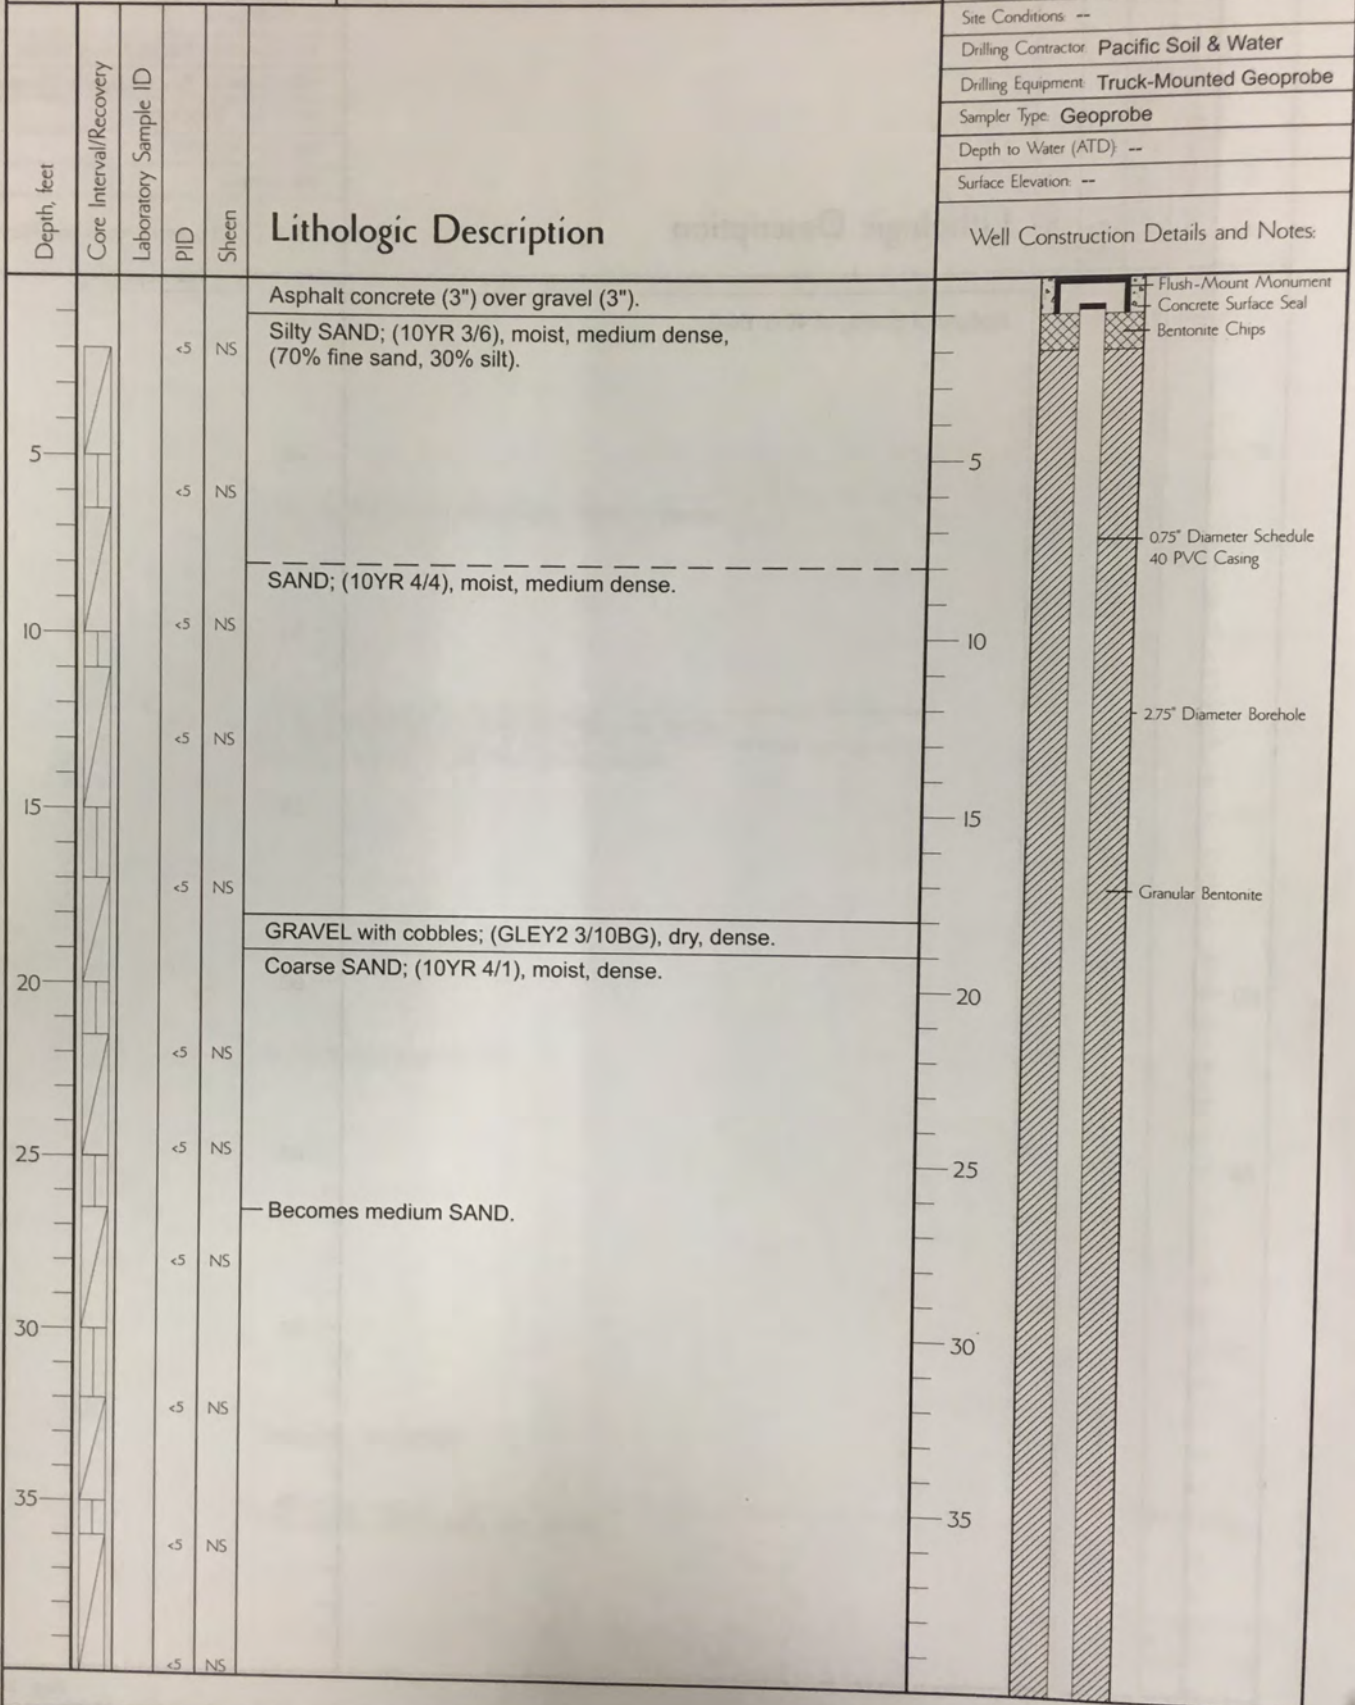 Site Conditions: --
Drilling Contractor: Pacific Soil & Water
Drilling Equipment: Truck-Mounted Geoprobe
Sampler Type: Geoprobe
Depth to Water (ATD): --
Surface Elevation: --
Depth, feet
Core Interval/Recovery
Laboratory Sample ID
PID
Sheen
Lithologic Description
Well Construction Details and Notes:
Asphalt concrete (3") over gravel (3").
Flush-Mount Monument
Concrete Surface Seal
Bentonite Chips
Silty SAND; (10YR 3/6), moist, medium dense,
<5 NS
(70% fine sand, 30% silt).
5
5
<5 NS
0.75" Diameter Schedule
40 PVC Casing
SAND; (10YR 4/4), moist, medium dense.
10 <5 NS
10
2.75" Diameter Borehole
<5 NS
15
15
<5 NS
Granular Bentonite
GRAVEL with cobbles; (GLEY2 3/10BG), dry, dense.
Coarse SAND; (10YR 4/1), moist, dense.
20
20
<5 NS
25 <5 NS
25
Becomes medium SAND.
<5 NS
30
30
<5 NS
35
35
<5 NS
<5 NS